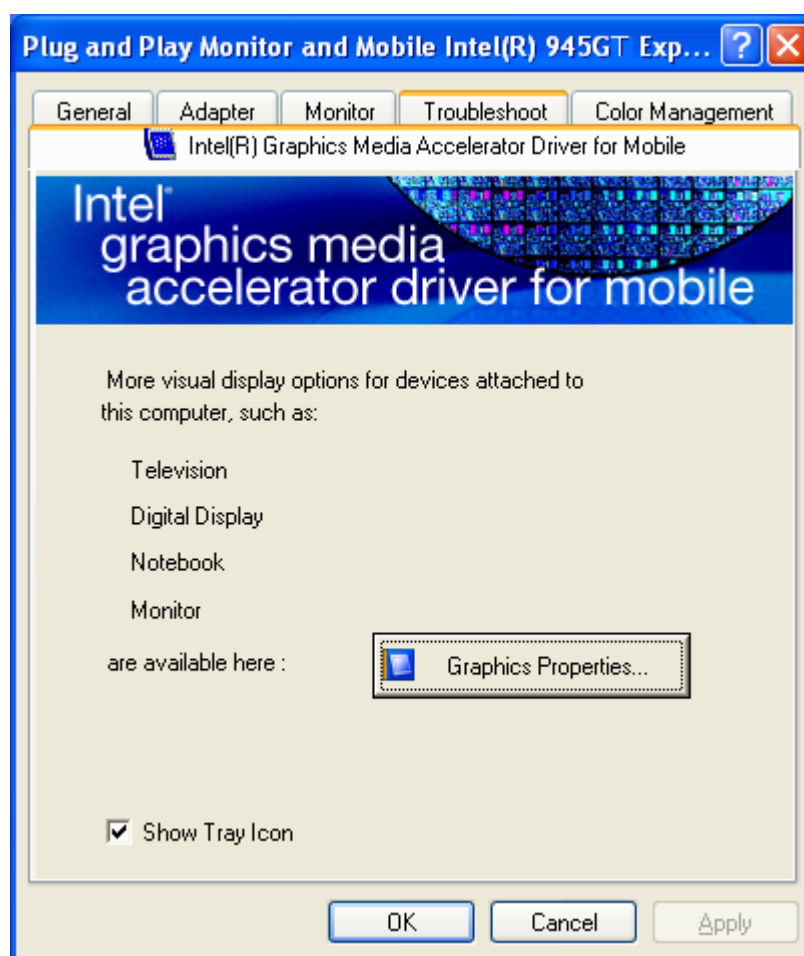 Plug and Play Monitor and Mobile Intel(R) 945GT Exp...
General Adapter Monitor Troubleshoot Color Management
Intel(R) Graphics Media Accelerator Driver for Mobile
Intel®
graphics media
accelerator driver for mobile
More visual display options for devices attached to
this computer, such as:
Television
Digital Display
Notebook
Monitor
are available here :
Graphics Properties...
Show Tray Icon
OK Cancel Apply